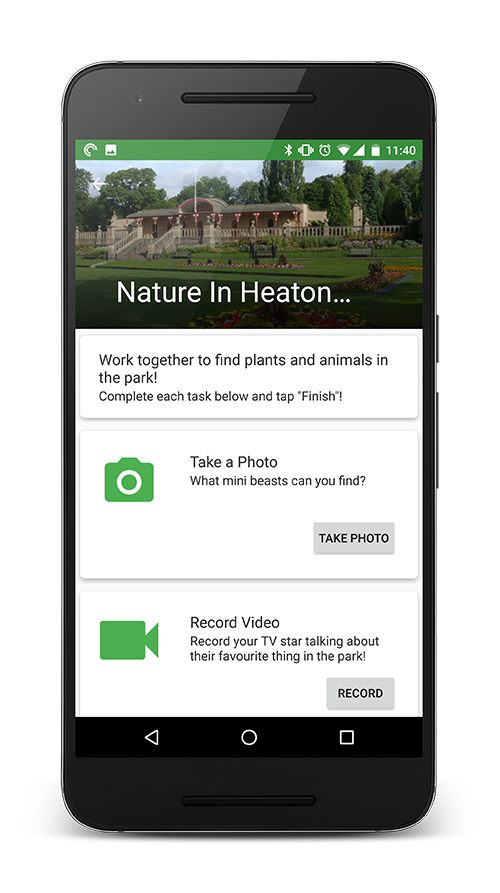 11:40
Nature In Heaton...
Work together to find plants and animals in
the park!
Complete each task below and tap "Finish"!
Take a Photo
What mini beasts can you find?
TAKE PHOTO
Record Video
Record your TV star talking about
their favourite thing in the park!
RECORD